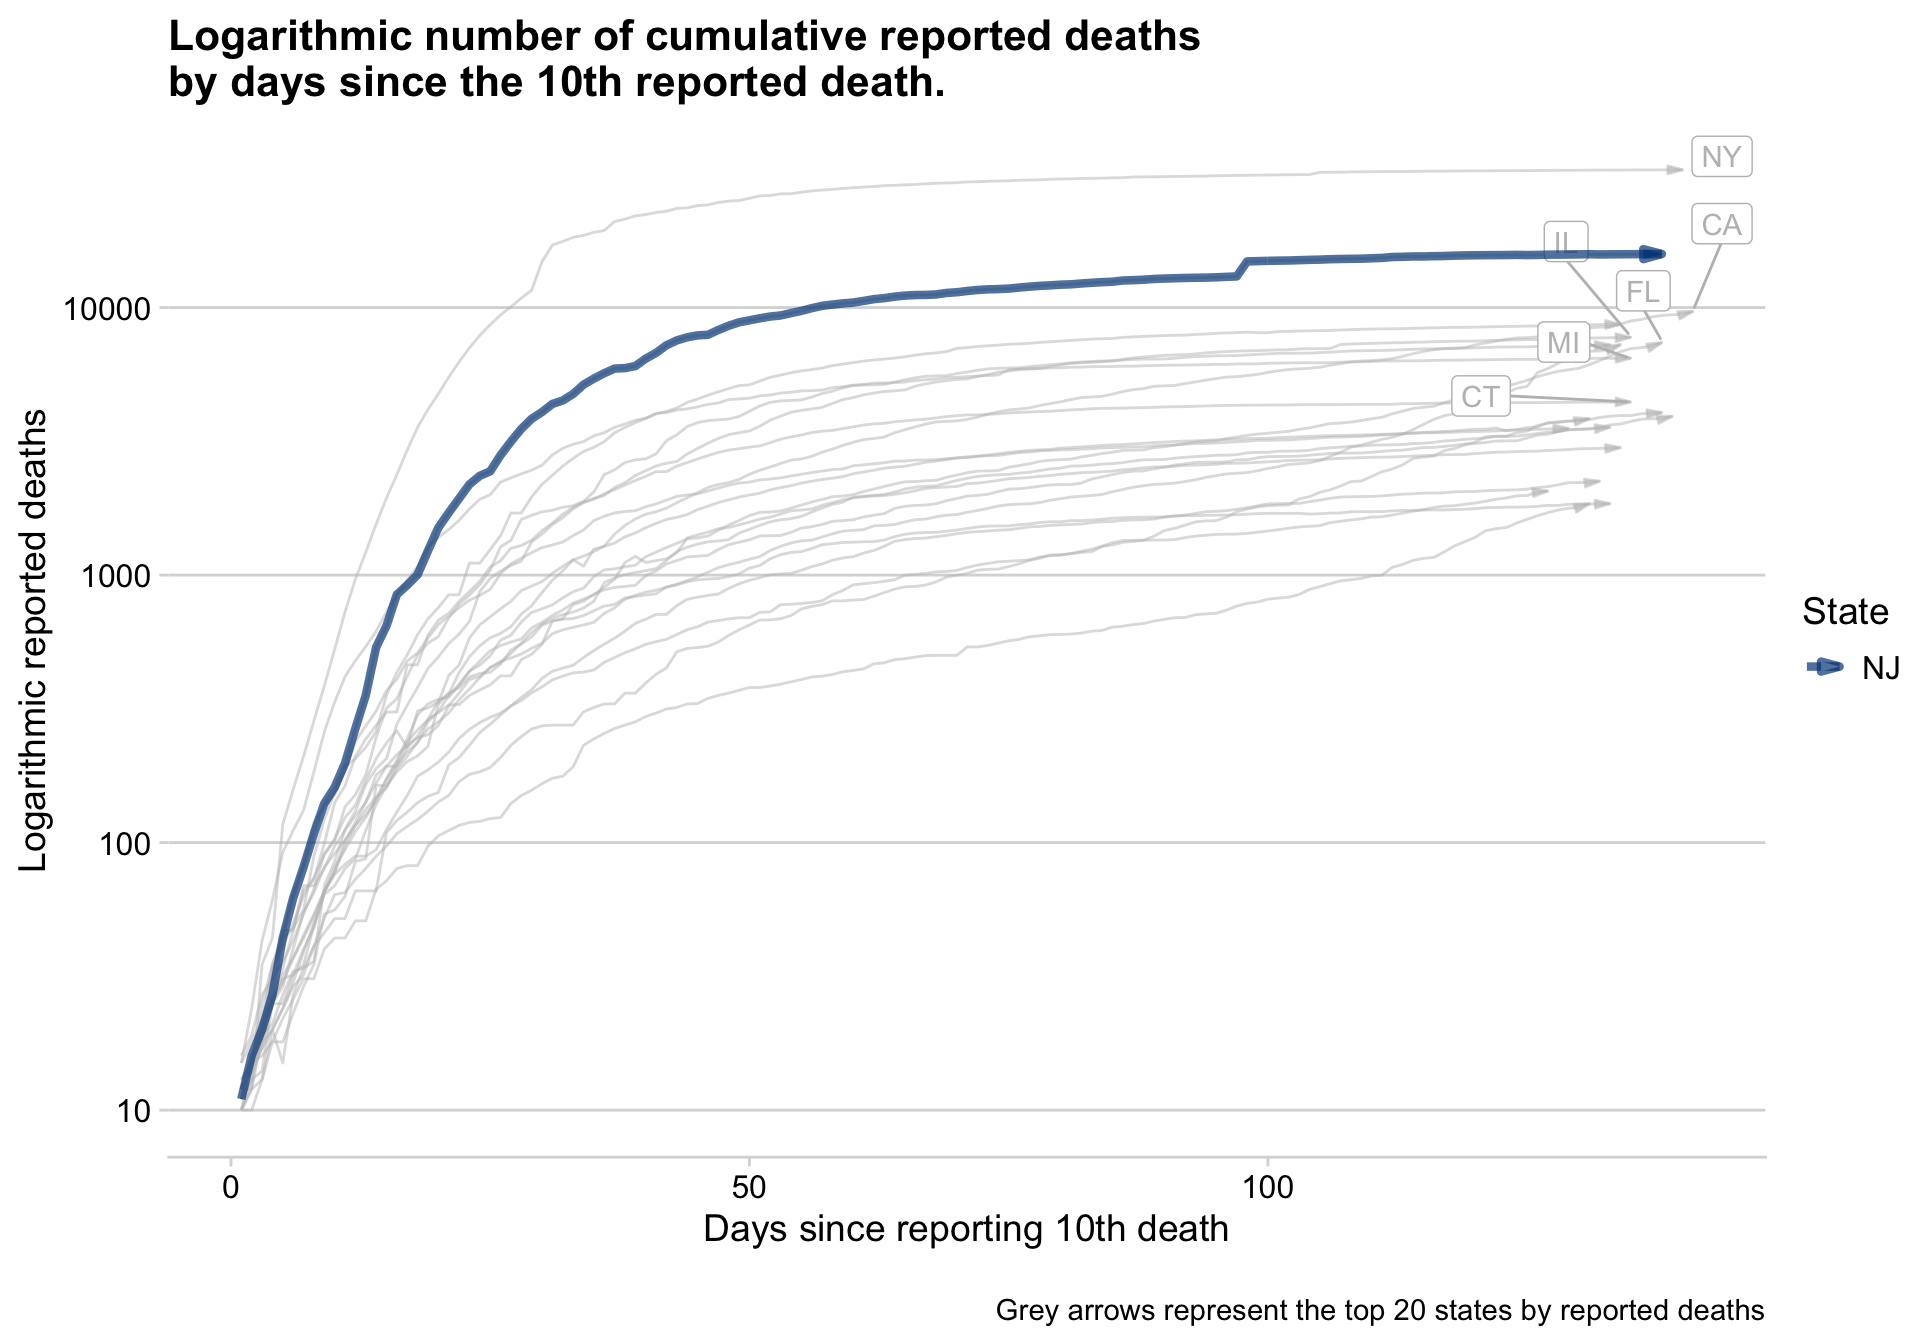 Logarithmic number of cumulative reported deaths
by days since the 10th reported death.
NY
CA
IL
FL
MI
CT
10000
1000
100
10
Logarithmic reported deaths
0 50 100
Days since reporting 10th death
State
NJ
Grey arrows represent the top 20 states by reported deaths